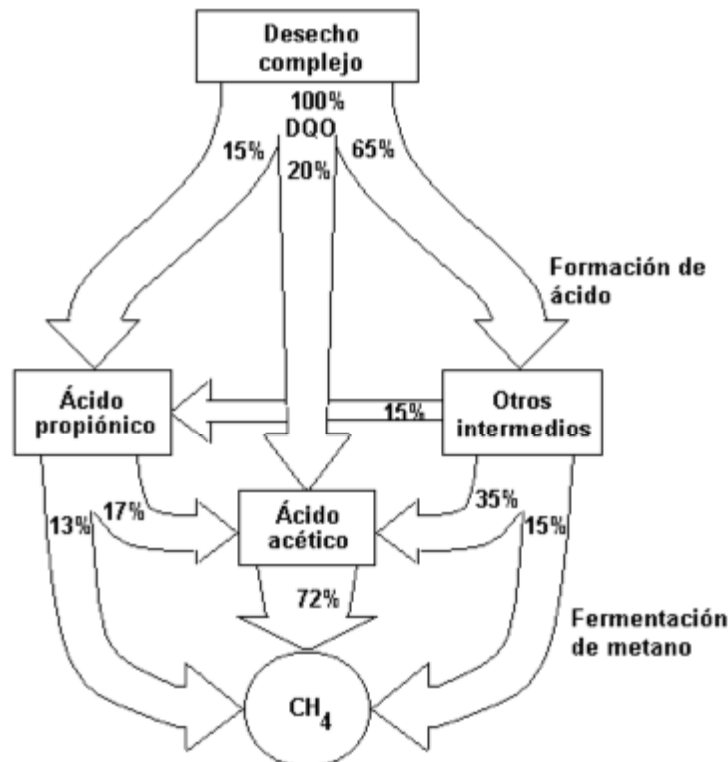 Desecho
complejo
100%
DQO
15%
20%
65%
Formación de
ácido
Ácido
propiónico
15%
Otros
intermedios
13%
17%
Ácido
acético
35%
15%
72%
Fermentación
de metano
CH4